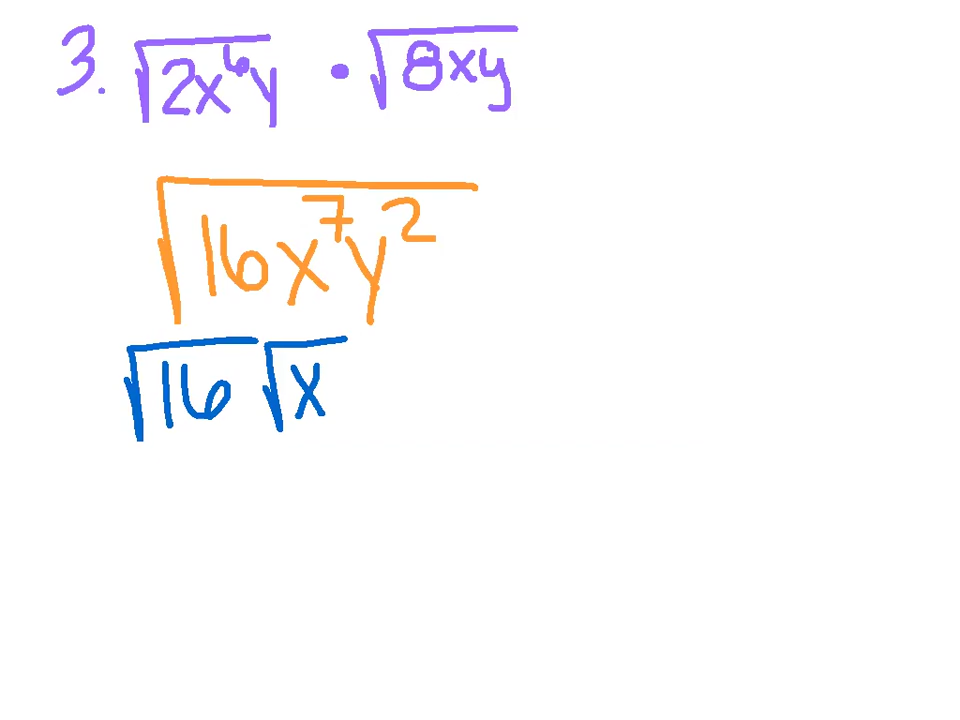 3. √2x⁶y · √8xy
√16x⁷y²
√16 √x